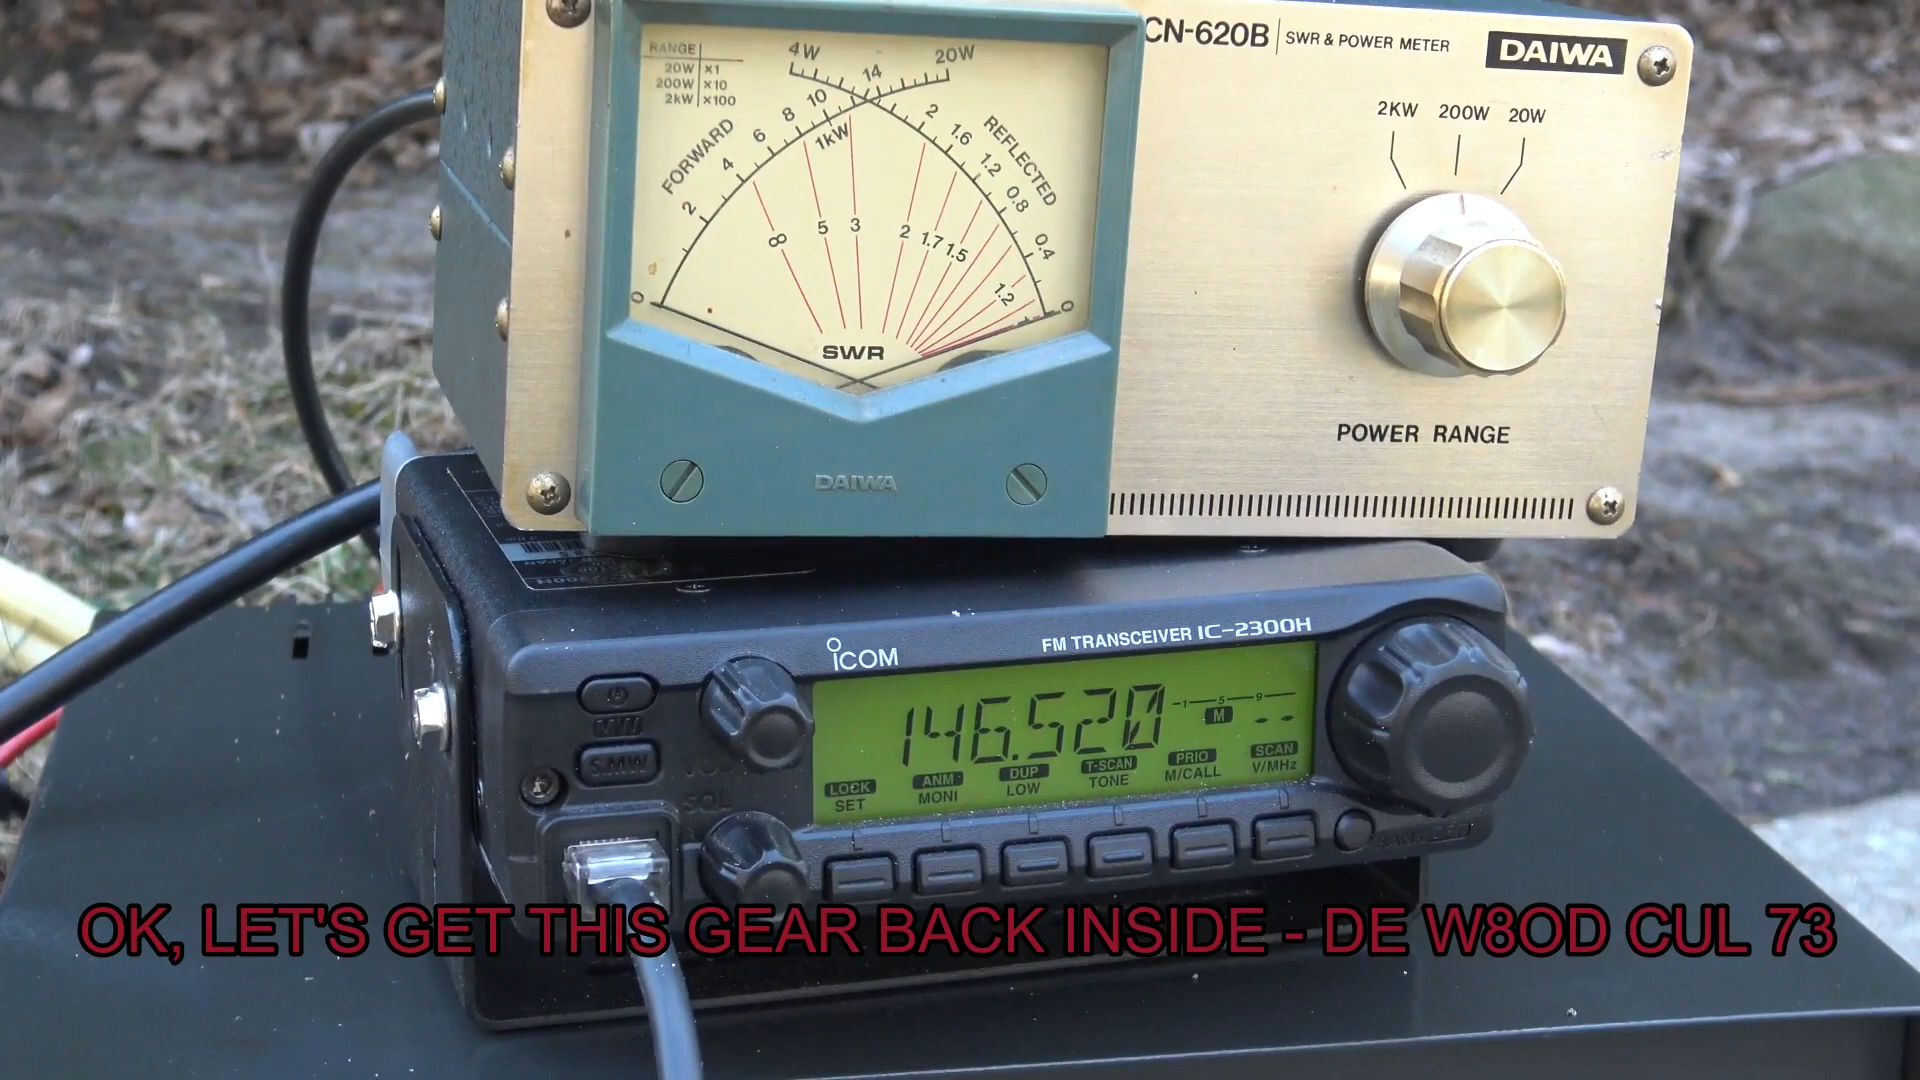 CN-620B SWR & POWER METER DAIWA
RANGE
20W ×1
200W ×10
2kW ×100
4W 20W
FORWARD
0 2 4 6 8 10 14
1kW
REFLECTED
2 1.6 1.2 0.8 0.4 0
∞ 5 3 2 1.7 1.5 1.2
SWR
DAIWA
2KW 200W 20W
POWER RANGE
ICOM
FM TRANSCEIVER IC-2300H
MW
S.MW
VOL
SQL
146.520
-1 5 9
M --
LOCK ANM DUP T-SCAN PRIO SCAN
SET MONI LOW TONE M/CALL V/MHz
OK, LET'S GET THIS GEAR BACK INSIDE - DE W8OD CUL 73